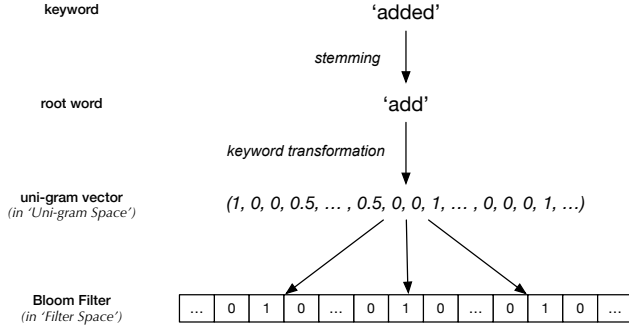 keyword 'added'
stemming
root word 'add'
keyword transformation
uni-gram vector
(in 'Uni-gram Space')
(1, 0, 0, 0.5, ... , 0.5, 0, 0, 1, ... , 0, 0, 0, 1, ...)
Bloom Filter
(in 'Filter Space')
... 0 1 0 ... 0 1 0 ... 0 1 0 ...